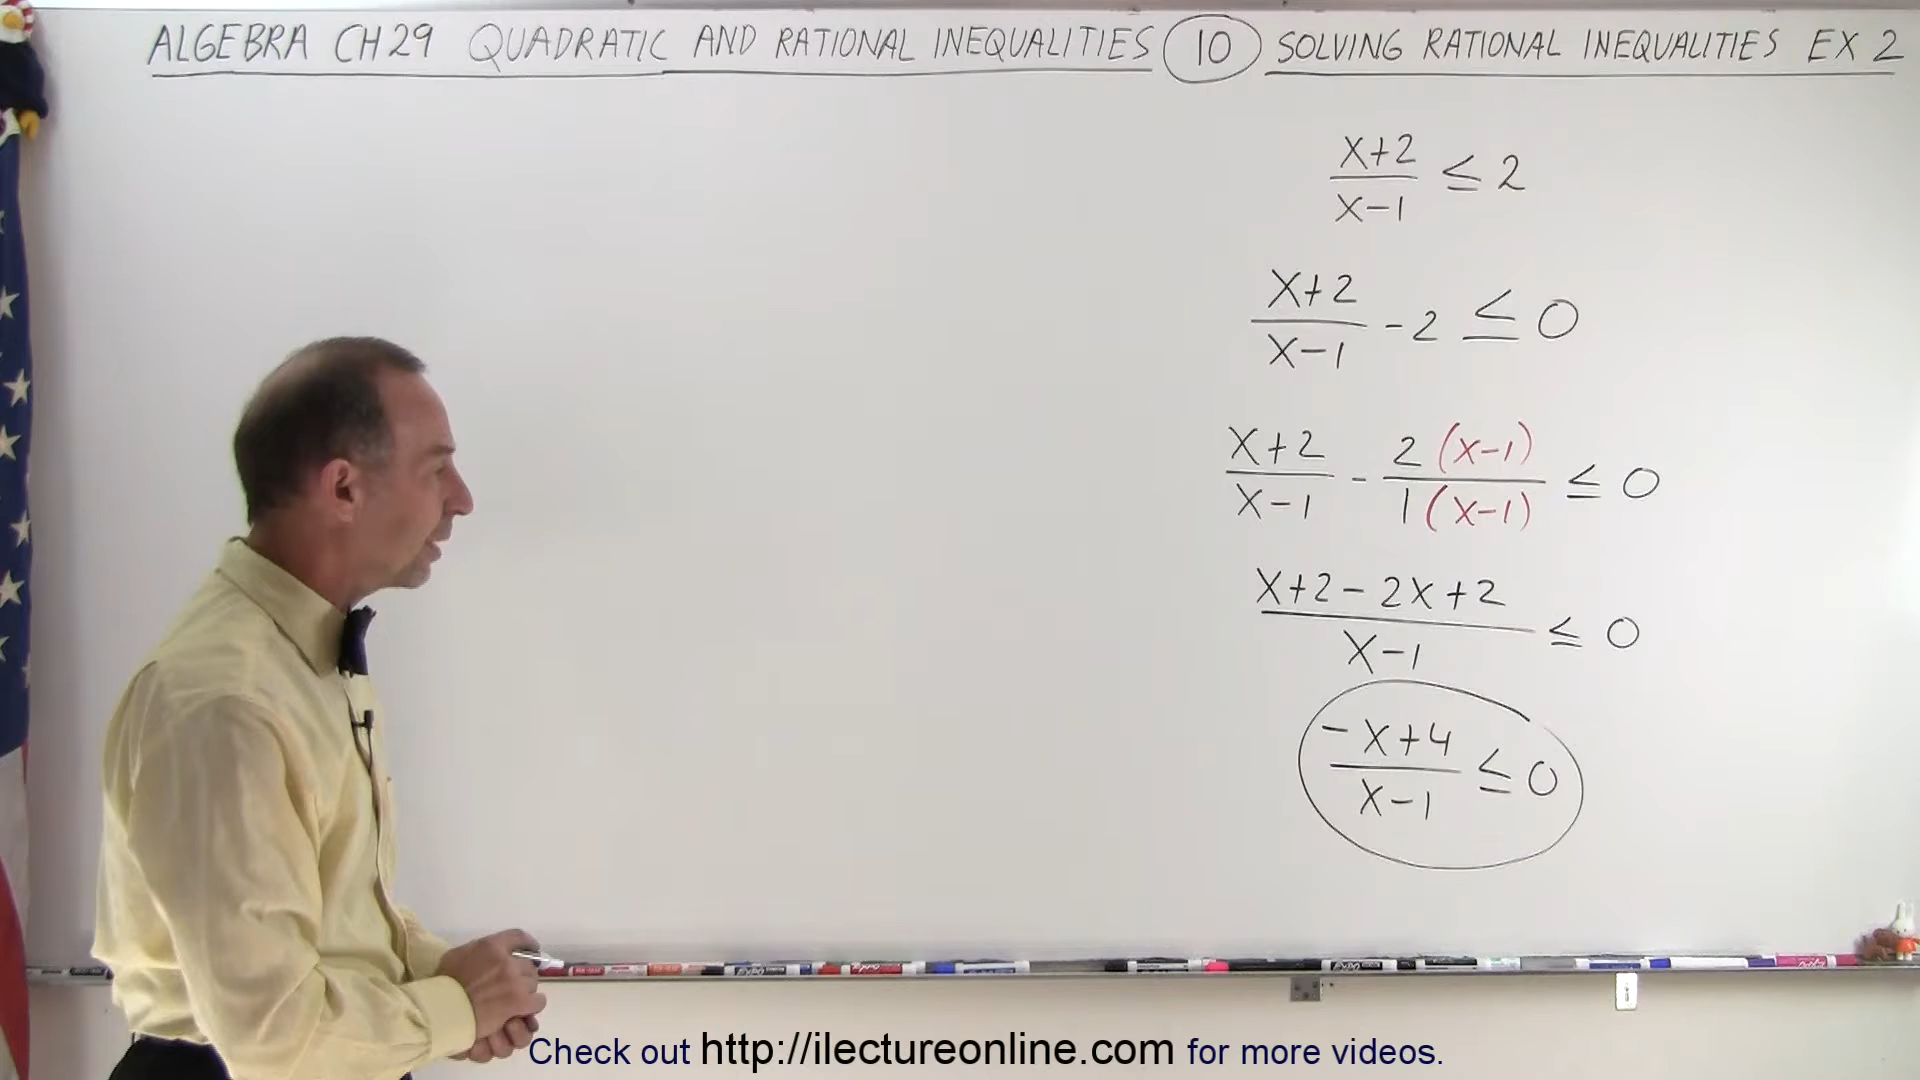 ALGEBRA CH 29 QUADRATIC AND RATIONAL INEQUALITIES 10 SOLVING RATIONAL INEQUALITIES EX 2
x+2
x-1
≤ 2
x+2
x-1
-2 ≤ 0
x+2
x-1
-
2(x-1)
1(x-1)
≤ 0
x+2-2x+2
x-1
≤ 0
-x+4
x-1
≤ 0
Check out http://ilectureonline.com for more videos.